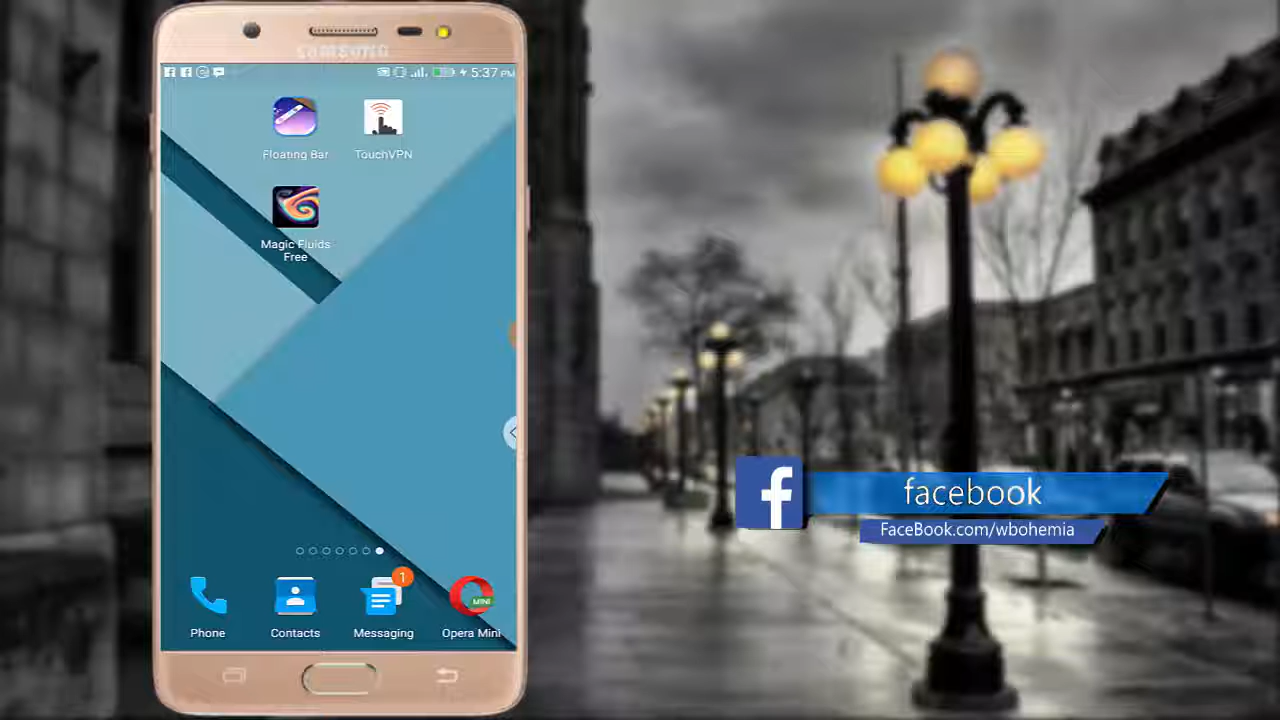 SAMSUNG
5:37 PM
Floating Bar
TouchVPN
Magic Fluids
Free
1
MINI
Phone
Contacts
Messaging
Opera Mini
f
facebook
FaceBook.com/wbohemia